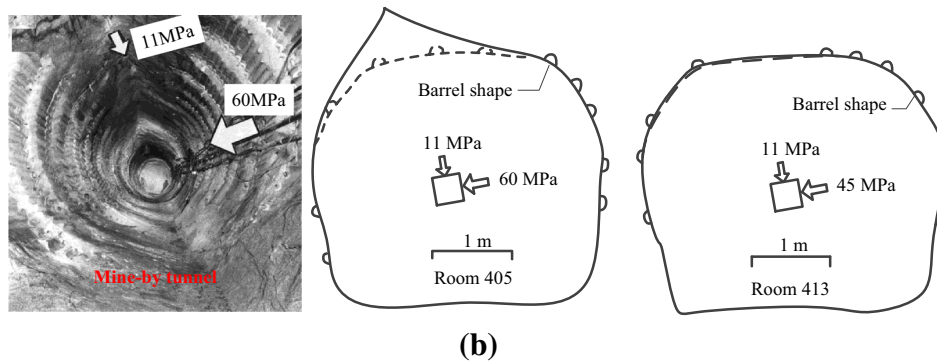 11MPa
60MPa
Mine-by tunnel
Barrel shape
11 MPa
60 MPa
1 m
Room 405
Barrel shape
11 MPa
45 MPa
1 m
Room 413
(b)